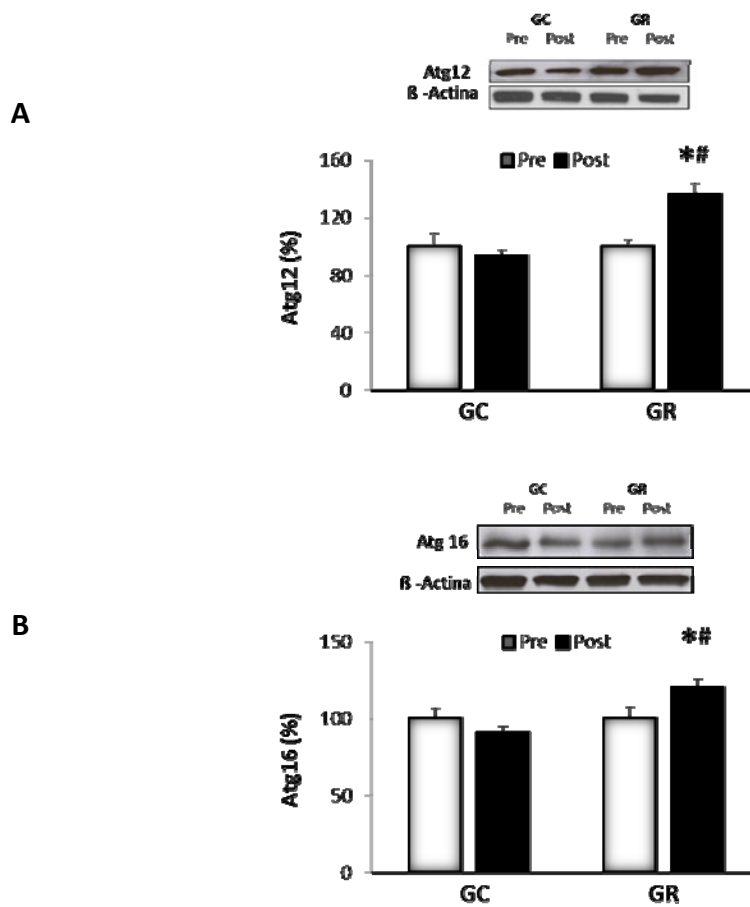 GC GR
Pre Post Pre Post
Atg12
ß -Actina
A
160
120
80
40
0
Atg12 (%)
Pre Post
*#
GC GR
GC GR
Pre Post Pre Post
Atg 16
ß -Actina
B
150
100
50
0
Atg16 (%)
Pre Post
*#
GC GR